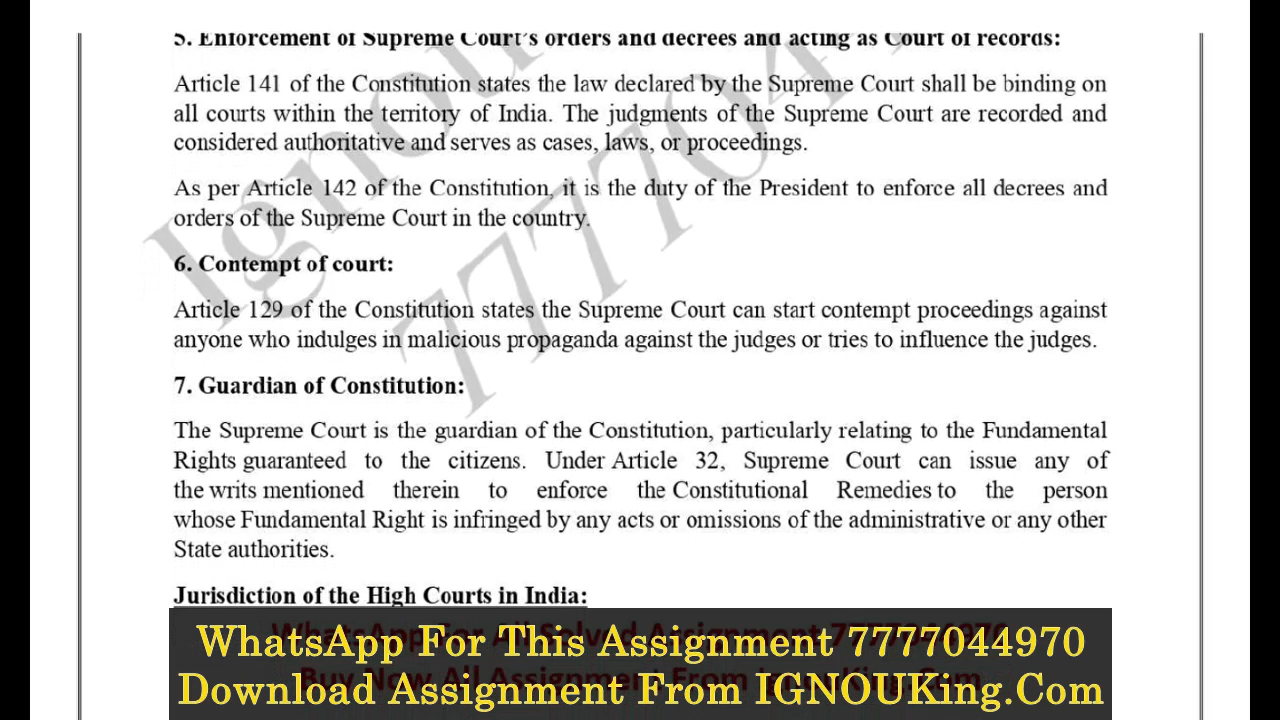 5. Enforcement of Supreme Court's orders and decrees and acting as Court of records:
Article 141 of the Constitution states the law declared by the Supreme Court shall be binding on
all courts within the territory of India. The judgments of the Supreme Court are recorded and
considered authoritative and serves as cases, laws, or proceedings.
As per Article 142 of the Constitution, it is the duty of the President to enforce all decrees and
orders of the Supreme Court in the country.
6. Contempt of court:
Article 129 of the Constitution states the Supreme Court can start contempt proceedings against
anyone who indulges in malicious propaganda against the judges or tries to influence the judges.
7. Guardian of Constitution:
The Supreme Court is the guardian of the Constitution, particularly relating to the Fundamental
Rights guaranteed to the citizens. Under Article 32, Supreme Court can issue any of
the writs mentioned therein to enforce the Constitutional Remedies to the person
whose Fundamental Right is infringed by any acts or omissions of the administrative or any other
State authorities.
Jurisdiction of the High Courts in India:
WhatsApp For This Assignment 7777044970
Download Assignment From IGNOUKing.Com